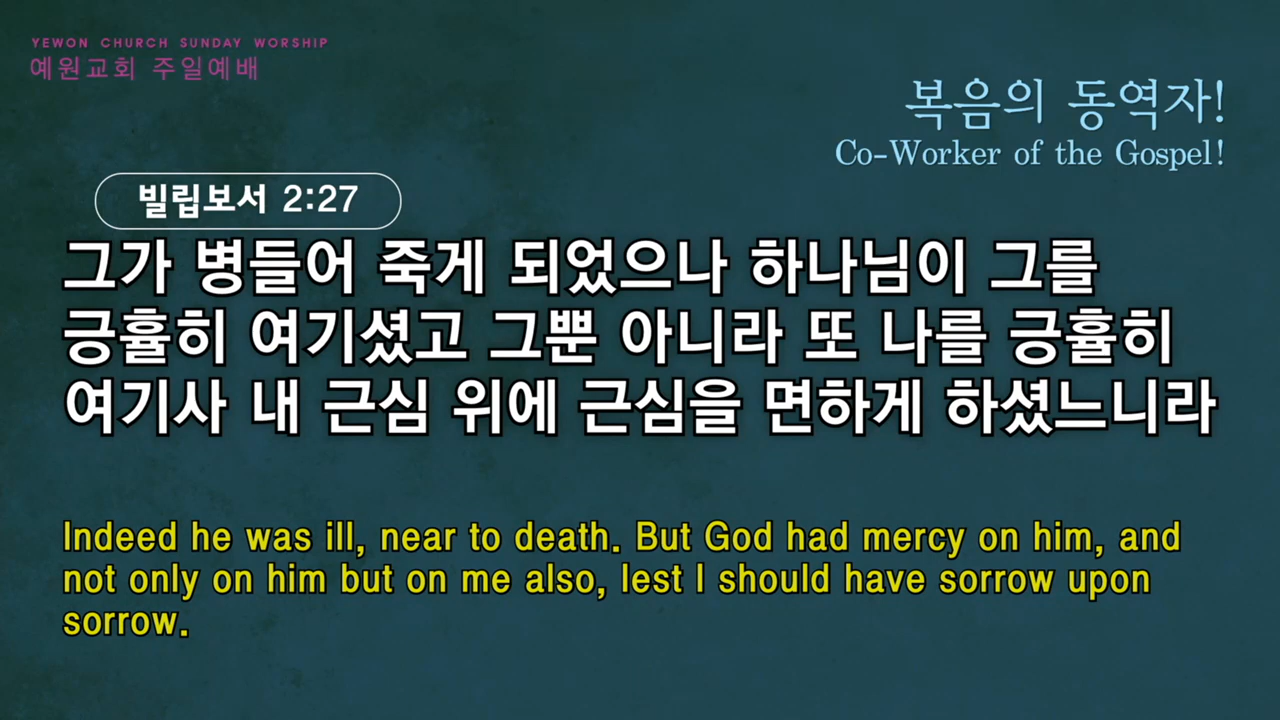 YEWON CHURCH SUNDAY WORSHIP
예원교회 주일예배
복음의 동역자!
Co-Worker of the Gospel!
빌립보서 2:27
그가 병들어 죽게 되었으나 하나님이 그를
긍휼히 여기셨고 그뿐 아니라 또 나를 긍휼히
여기사 내 근심 위에 근심을 면하게 하셨느니라
Indeed he was ill, near to death. But God had mercy on him, and
not only on him but on me also, lest I should have sorrow upon
sorrow.